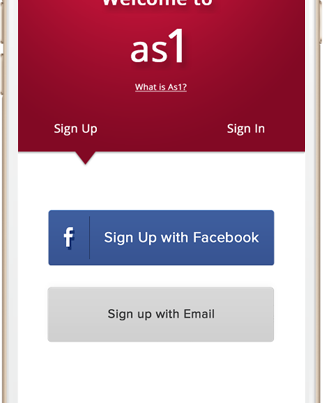 Welcome to
as1
What is As1?
Sign Up
Sign In
f
Sign Up with Facebook
Sign up with Email